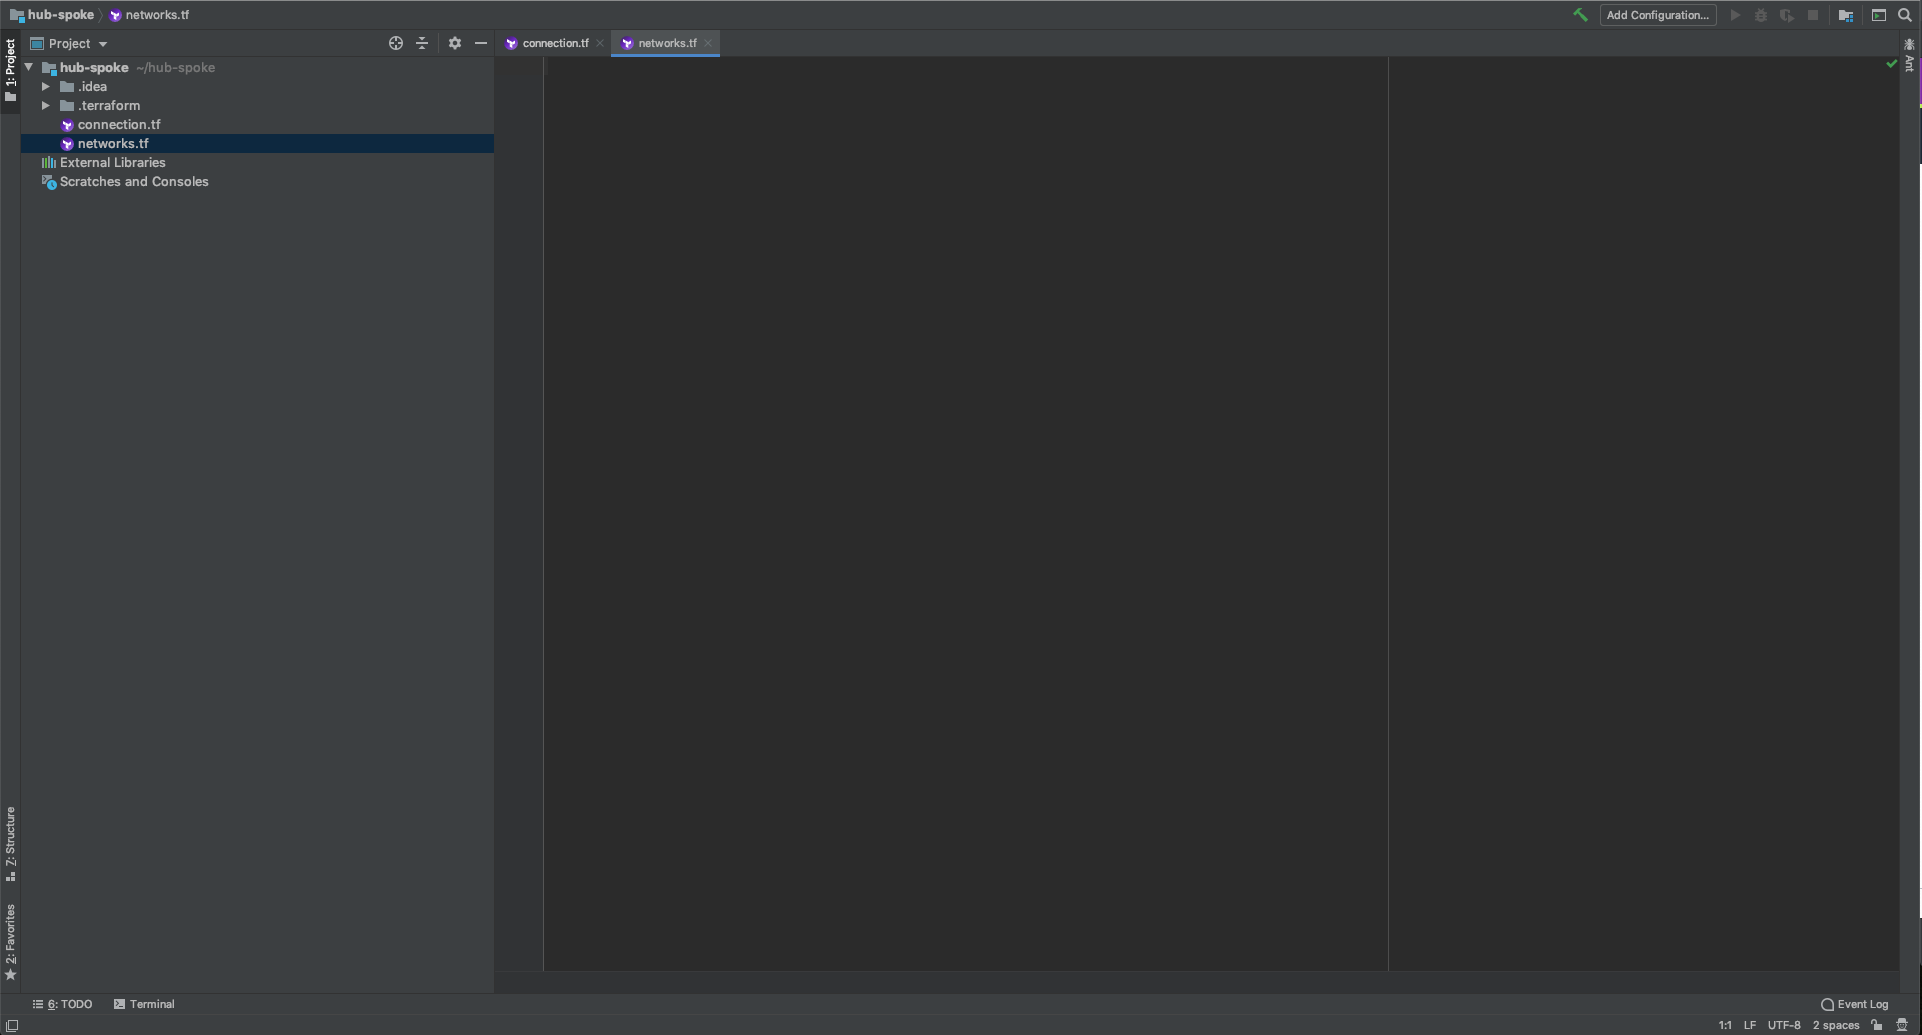 hub-spoke networks.tf
Add Configuration...
Project
connection.tf
networks.tf
1: Project
hub-spoke ~/hub-spoke
.idea
.terraform
connection.tf
networks.tf
External Libraries
Scratches and Consoles
Ant
Z: Structure
2: Favorites
6: TODO
Terminal
Event Log
1:1 LF UTF-8 2 spaces